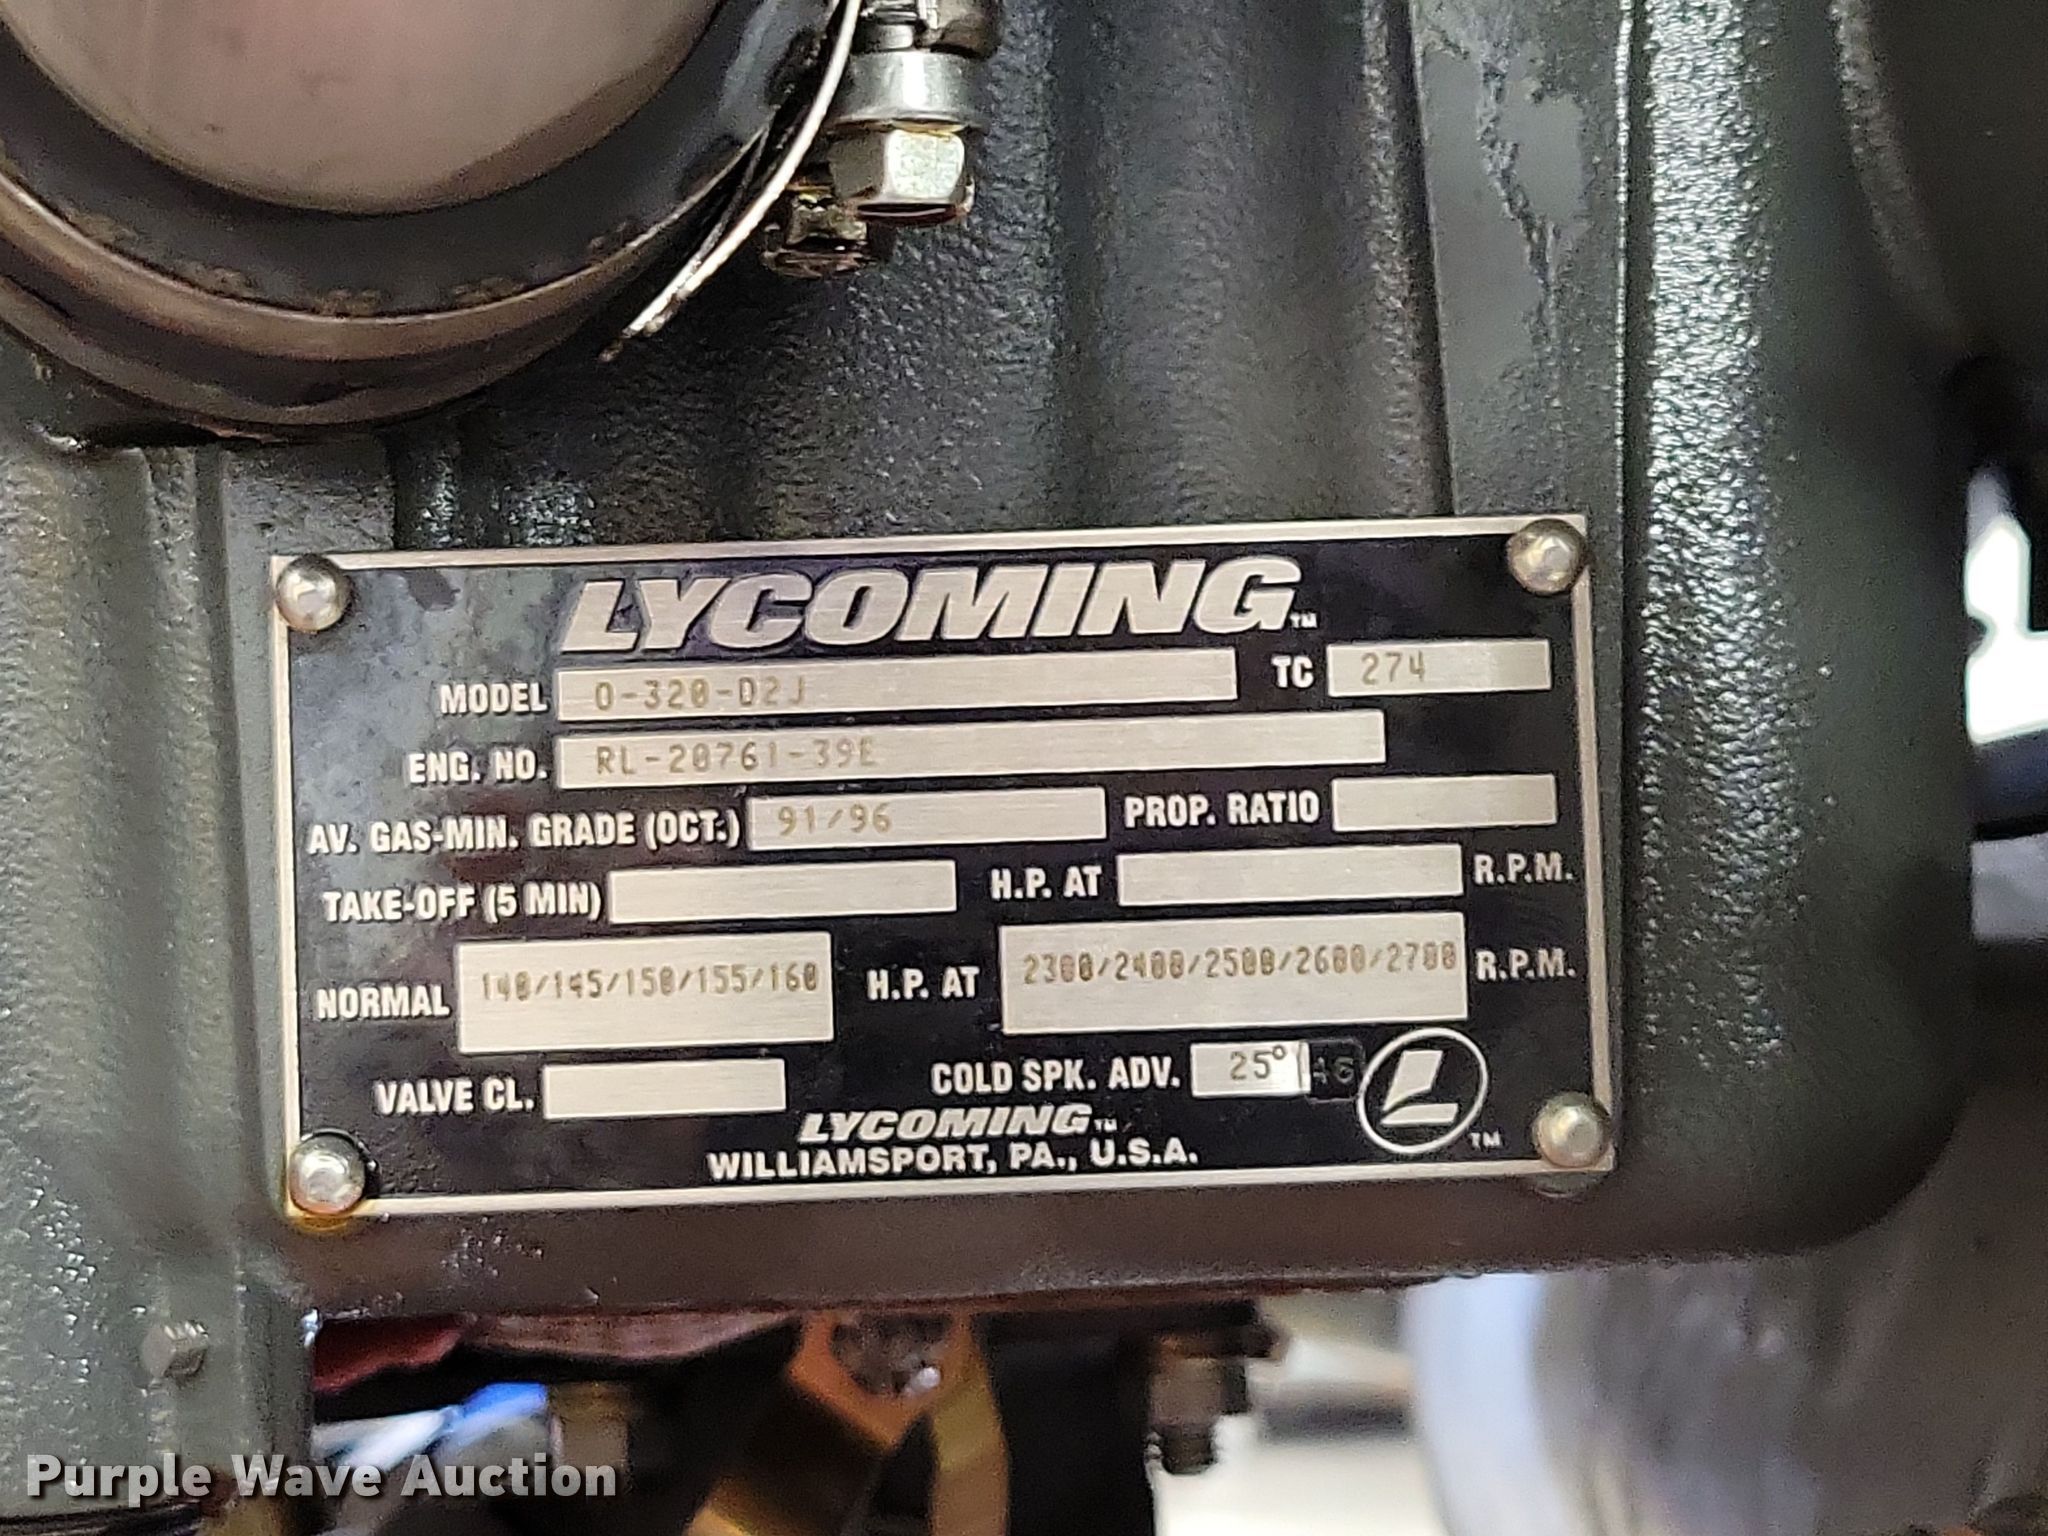 LYCOMING™
MODEL O-320-D2J TC 274
ENG. NO. RL-20761-39E
AV. GAS-MIN. GRADE (OCT.) 91/96 PROP. RATIO
TAKE-OFF (5 MIN) H.P. AT R.P.M.
NORMAL 140/145/150/155/160 H.P. AT 2300/2400/2500/2600/2700 R.P.M.
VALVE CL. COLD SPK. ADV. 25°
LYCOMING™
WILLIAMSPORT, PA., U.S.A.
L™
Purple Wave Auction